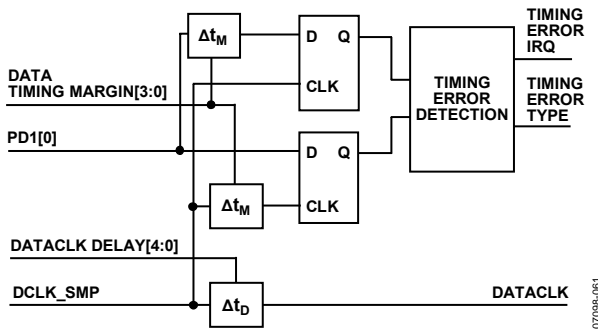 TIMING
ERROR
IRQ
ΔtM
D Q
CLK
DATA
TIMING MARGIN[3:0]
TIMING
ERROR
DETECTION
TIMING
ERROR
TYPE
PD1[0]
D Q
CLK
ΔtM
DATACLK DELAY[4:0]
DCLK_SMP
ΔtD
DATACLK
07098-061